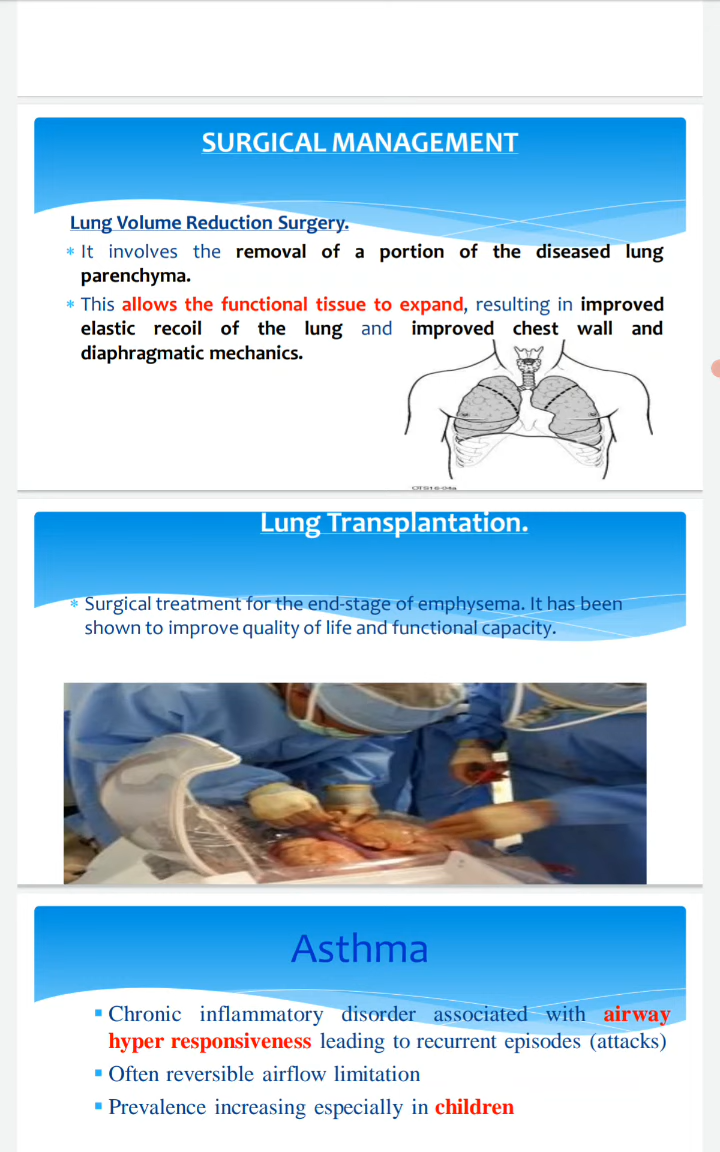 SURGICAL MANAGEMENT
Lung Volume Reduction Surgery.
* It involves the removal of a portion of the diseased lung
parenchyma.
* This allows the functional tissue to expand, resulting in improved
elastic recoil of the lung and improved chest wall and
diaphragmatic mechanics.
Lung Transplantation.
* Surgical treatment for the end-stage of emphysema. It has been
shown to improve quality of life and functional capacity.
Asthma
▪ Chronic inflammatory disorder associated with airway
hyper responsiveness leading to recurrent episodes (attacks)
▪ Often reversible airflow limitation
▪ Prevalence increasing especially in children